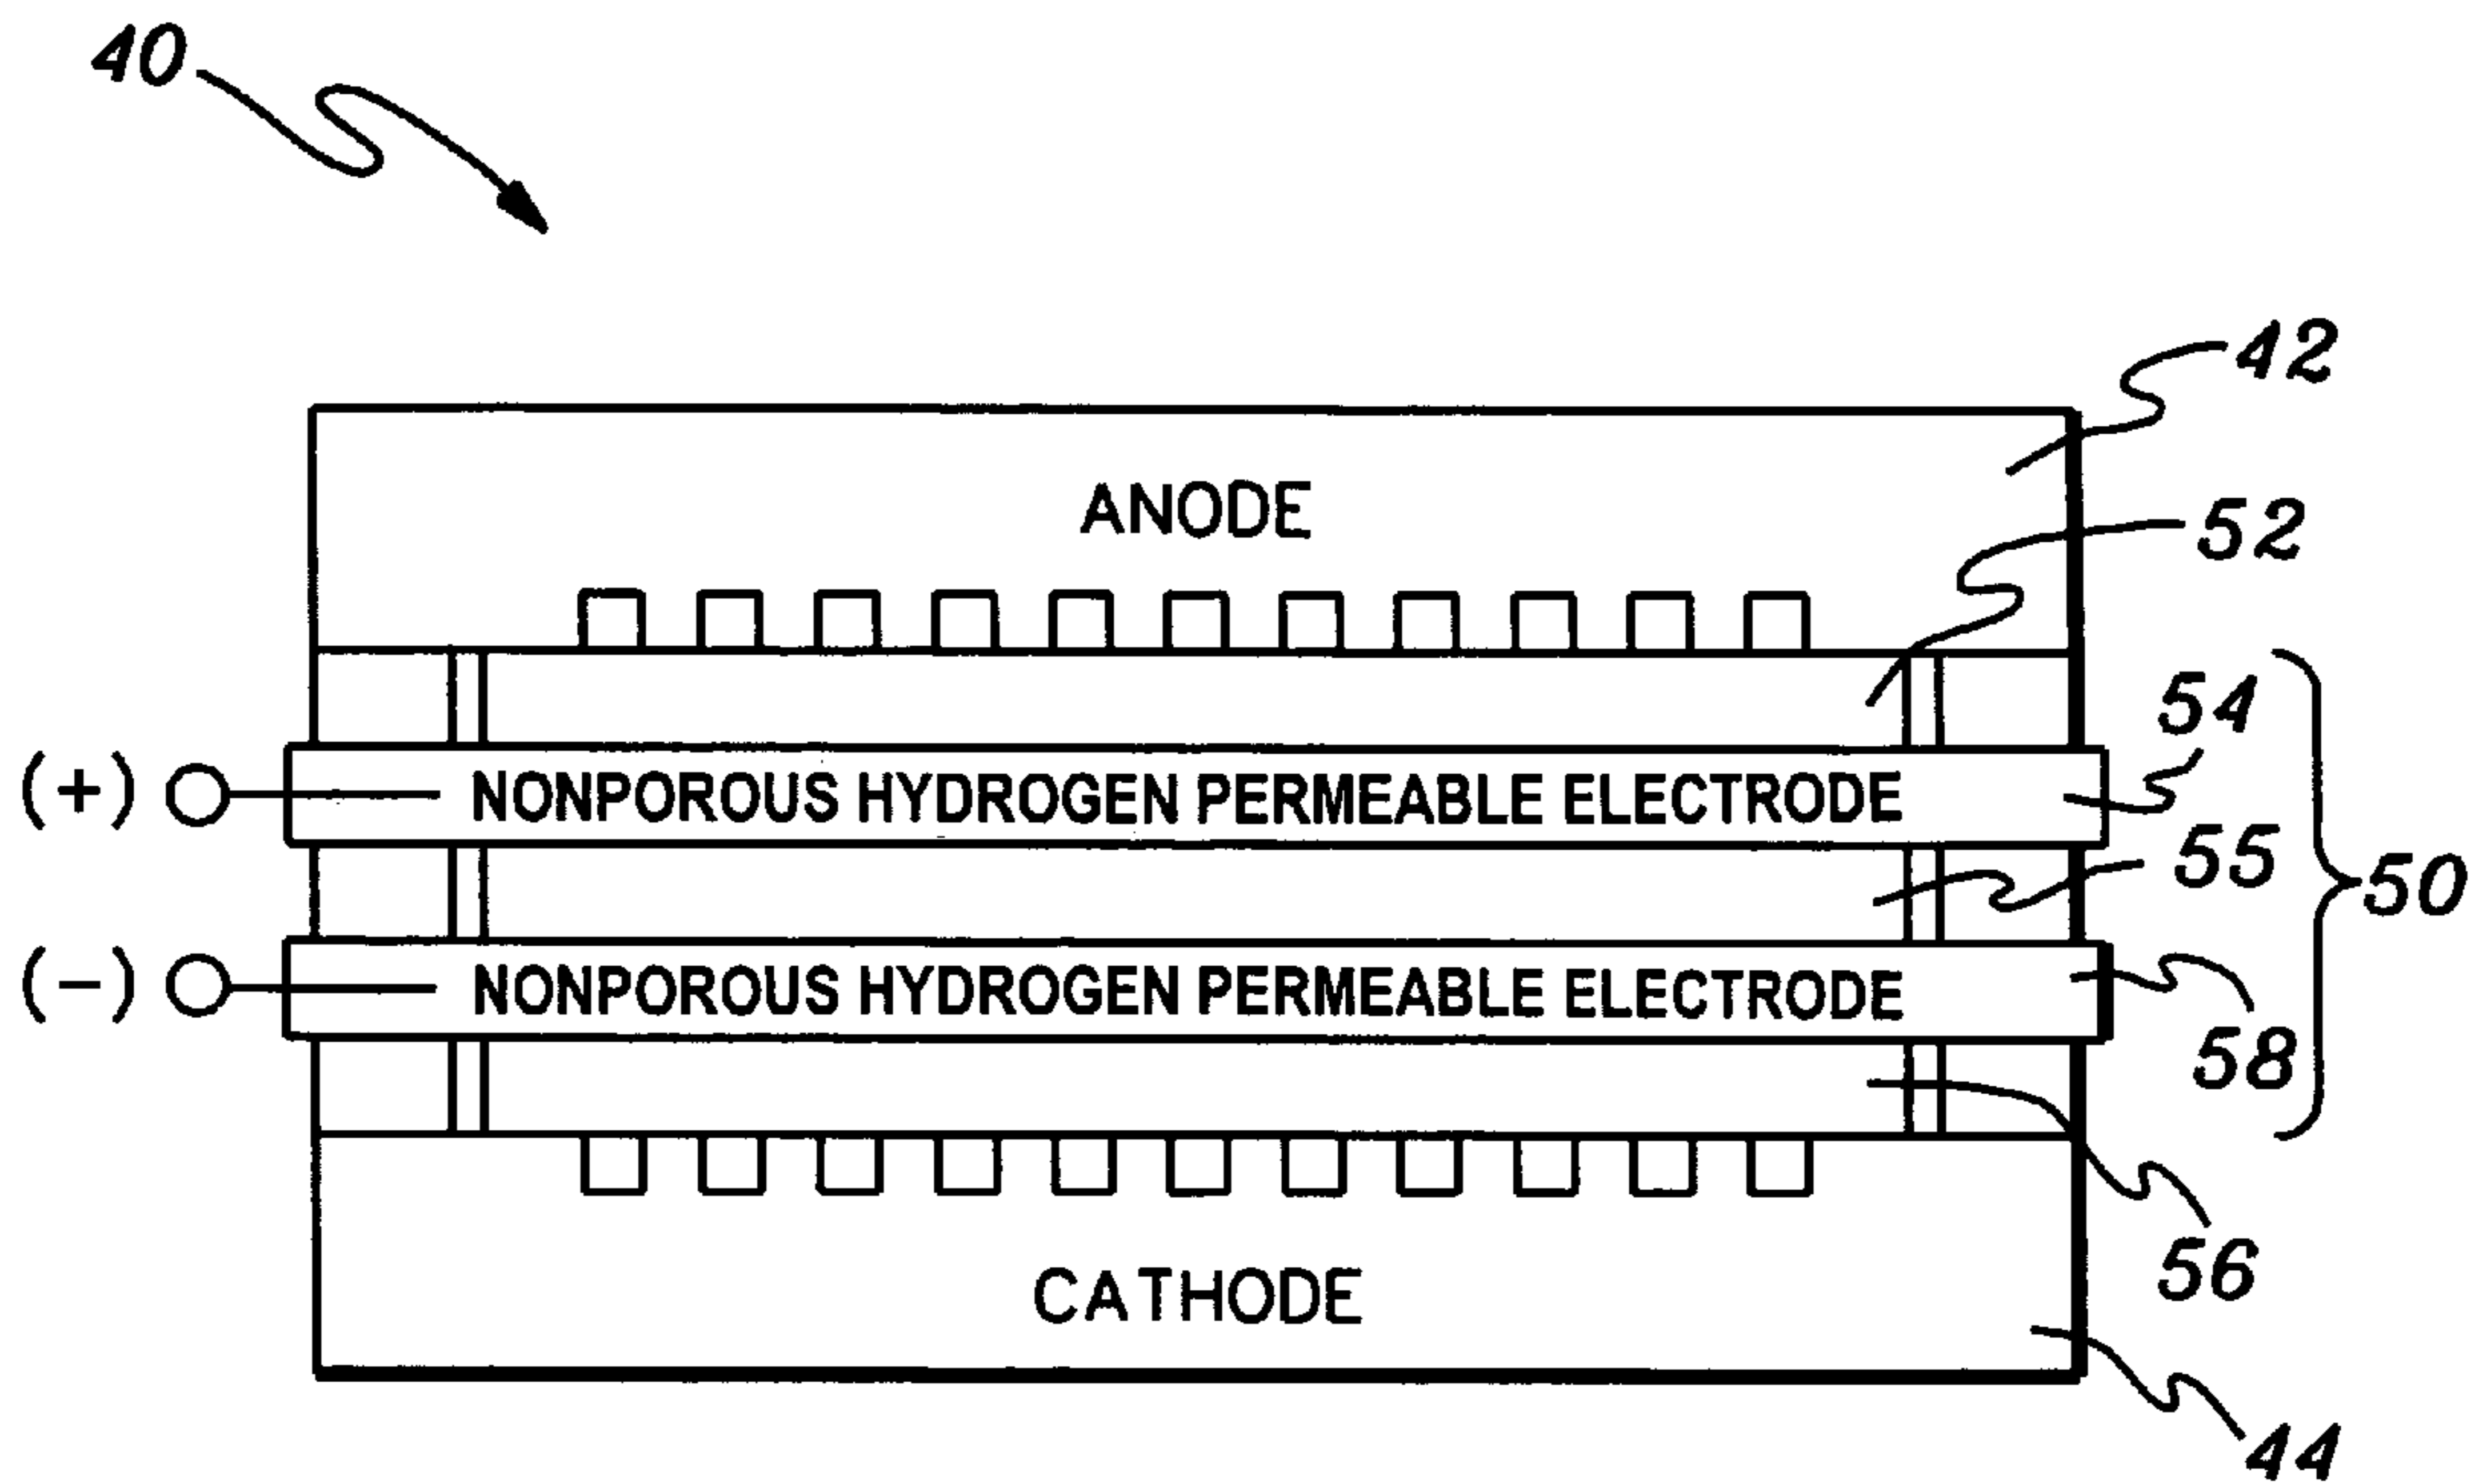 40
42
ANODE
52
54
(+) NONPOROUS HYDROGEN PERMEABLE ELECTRODE
55
50
(-) NONPOROUS HYDROGEN PERMEABLE ELECTRODE
58
56
CATHODE
44